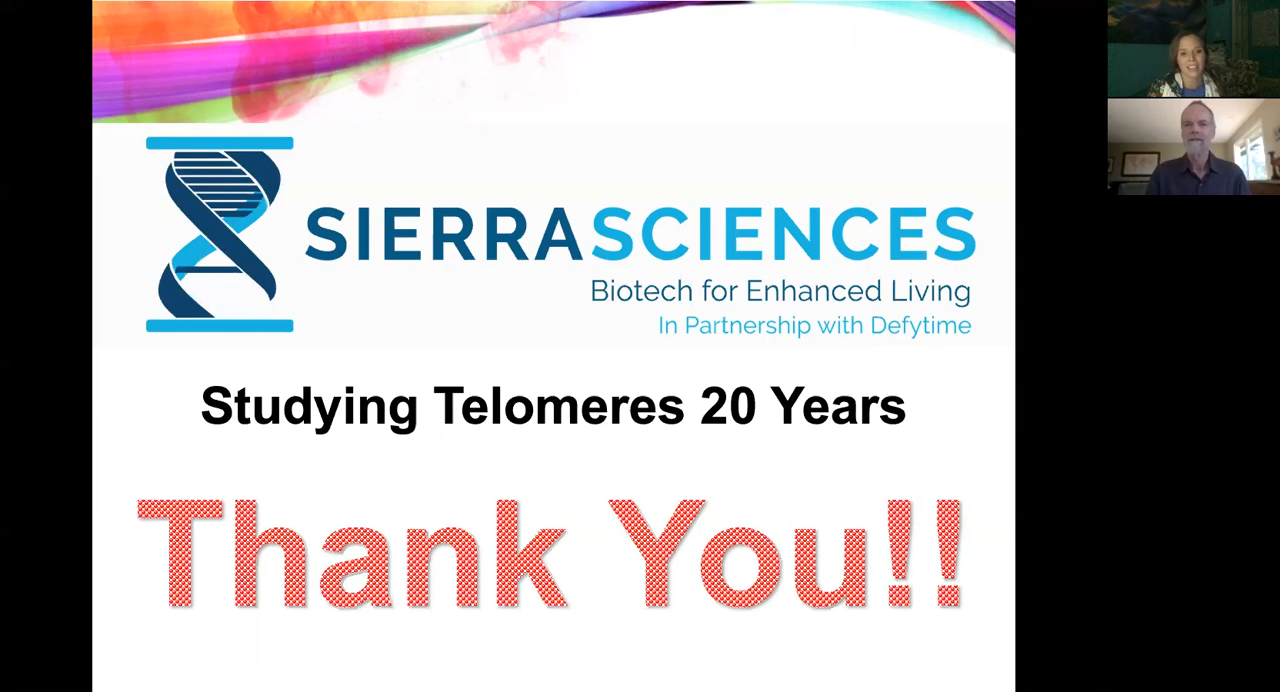 SIERRASCIENCES
Biotech for Enhanced Living
In Partnership with Defytime
Studying Telomeres 20 Years
Thank You!!